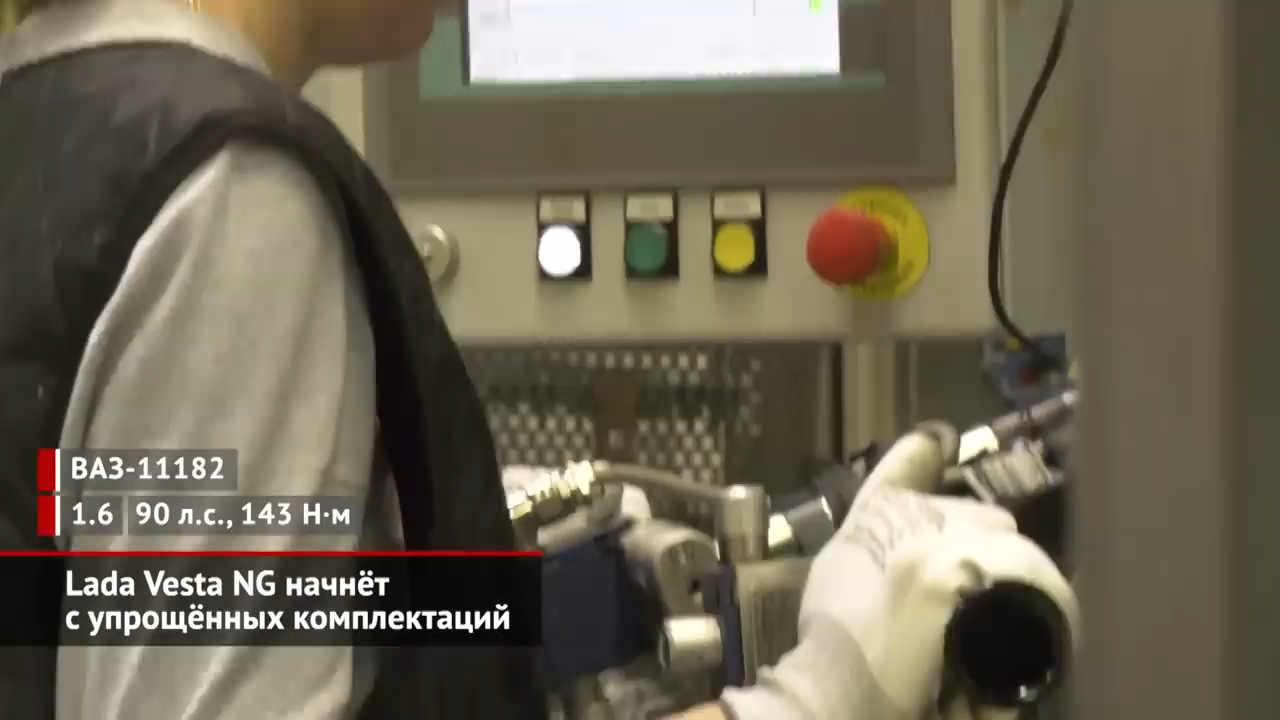 ВАЗ-11182
1.6 90 л.с., 143 Н·м
Lada Vesta NG начнёт
с упрощённых комплектаций